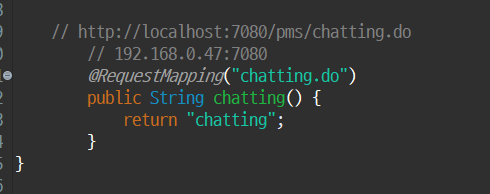 // http://localhost:7080/pms/chatting.do
// 192.168.0.47:7080
@RequestMapping("chatting.do")
public String chatting() {
return "chatting";
}
}